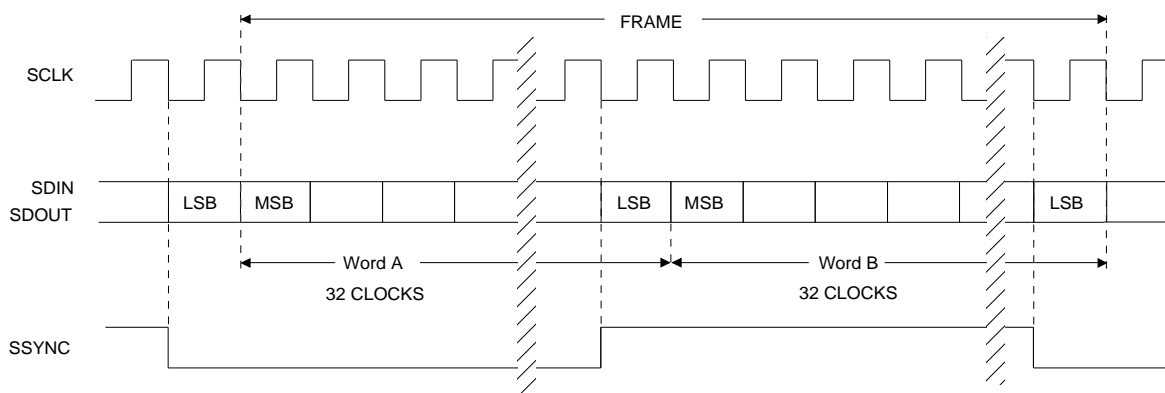 FRAME
SCLK
SDIN
SDOUT
LSB MSB LSB MSB LSB
Word A Word B
32 CLOCKS 32 CLOCKS
SSYNC